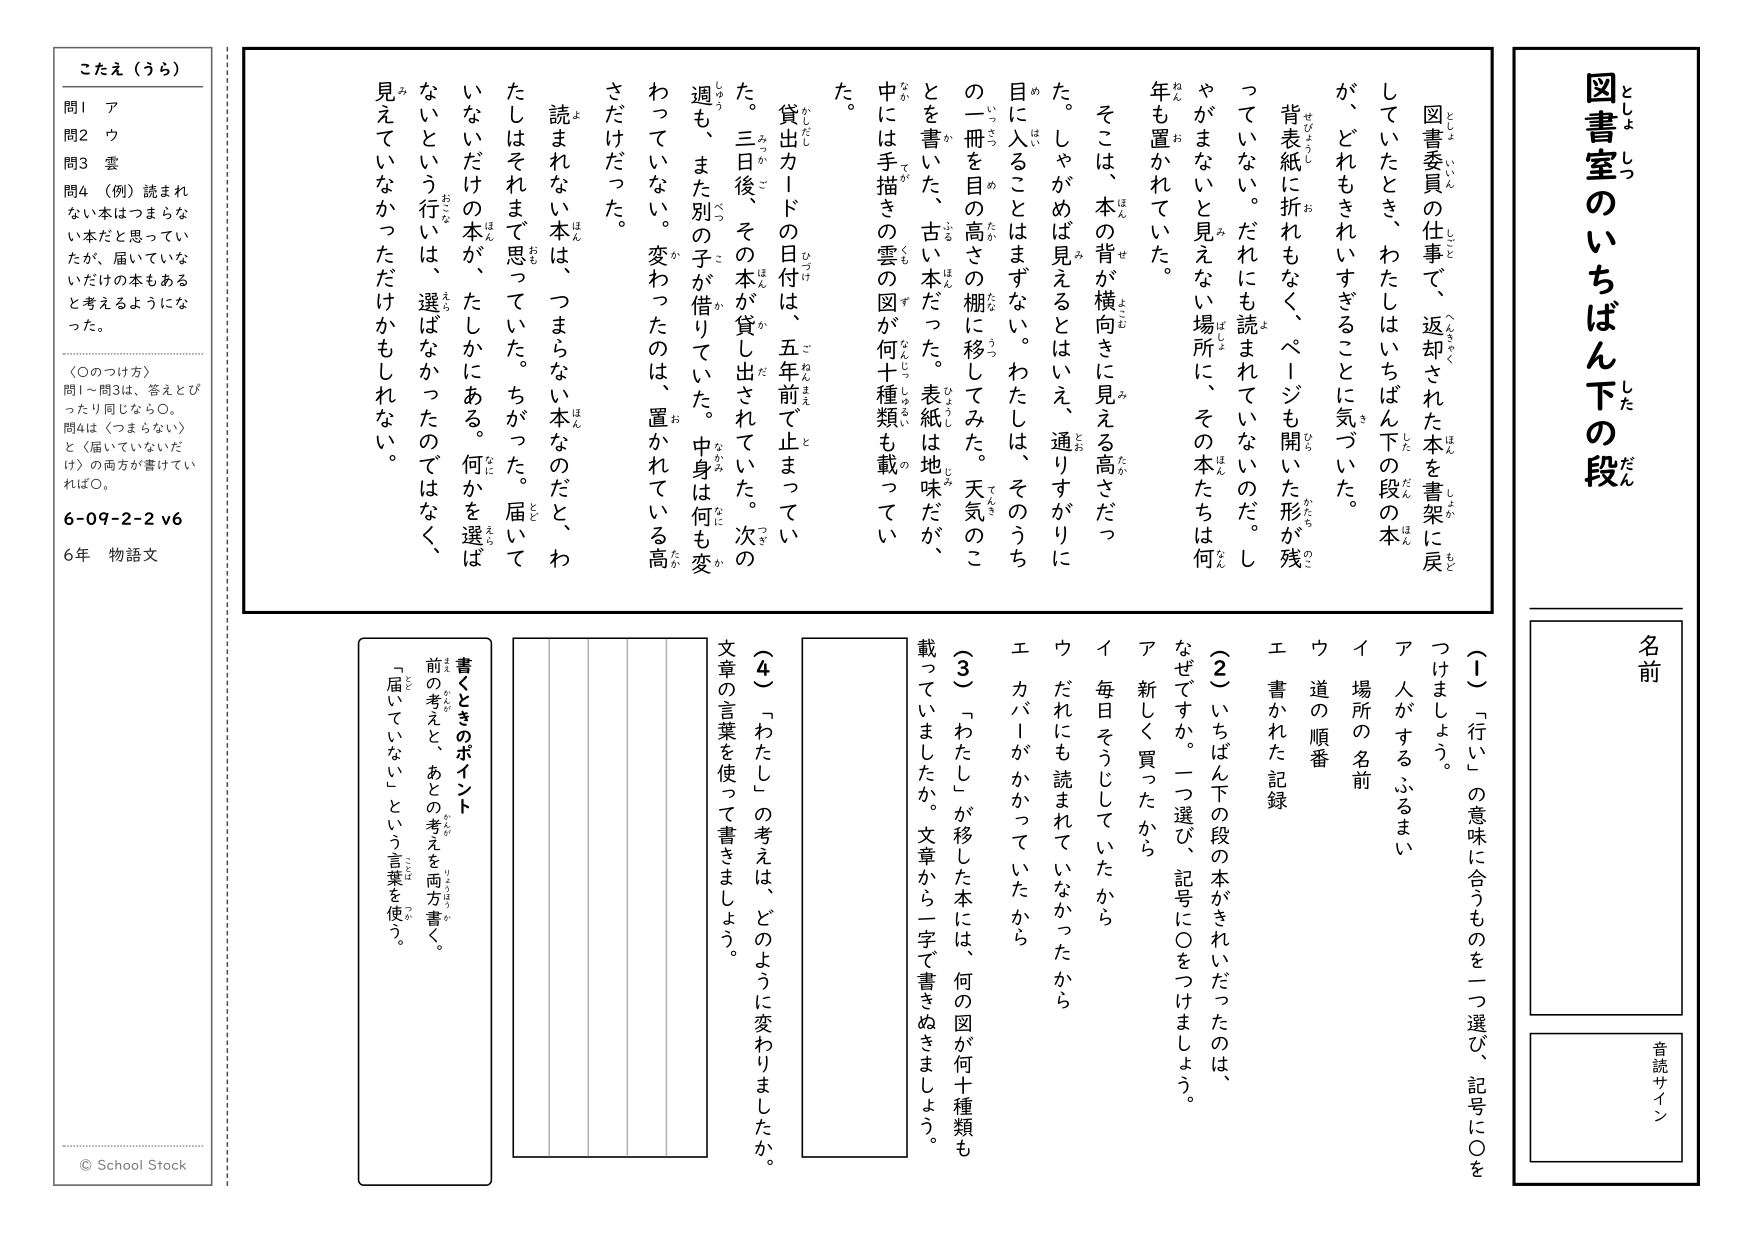 図書室のいちばん下の段
名前
音読サイン
図書委員の仕事で、返却された本を書架に戻
していたとき、わたしはいちばん下の段の本
が、どれもきれいすぎることに気づいた。
背表紙に折れもなく、ページも開いた形が残
っていない。だれにも読まれていないのだ。し
ゃがまないと見えない場所に、その本たちは何
年も置かれていた。
そこは、本の背が横向きに見える高さだっ
た。しゃがめば見えるとはいえ、通りすがりに
目に入ることはまずない。わたしは、そのうち
の一冊を目の高さの棚に移してみた。天気のこ
とを書いた、古い本だった。表紙は地味だが、
中には手描きの雲の図が何十種類も載ってい
た。
貸出カードの日付は、五年前で止まってい
た。三日後、その本が貸し出されていた。次の
週も、また別の子が借りていた。中身は何も変
わっていない。変わったのは、置かれている高
さだけだった。
読まれない本は、つまらない本なのだと、わ
たしはそれまで思っていた。ちがった。届いて
いないだけの本が、たしかにある。何かを選ば
ないという行いは、選ばなかったのではなく、
見えていなかっただけかもしれない。
(1)「行い」の意味に合うものを一つ選び、記号に○を
つけましょう。
ア 人が する ふるまい
イ 場所の 名前
ウ 道の 順番
エ 書かれた 記録
(2)いちばん下の段の本がきれいだったのは、
なぜですか。一つ選び、記号に○をつけましょう。
ア 新しく 買った から
イ 毎日 そうじして いた から
ウ だれにも 読まれて いなかった から
エ カバーが かかって いた から
(3)「わたし」が移した本には、何の図が何十種類も
載っていましたか。文章から一字で書きぬきましょう。
(4)「わたし」の考えは、どのように変わりましたか。
文章の言葉を使って書きましょう。
書くときのポイント
前の考えと、あとの考えを両方書く。
「届いていない」という言葉を使う。
こたえ（うら）
問1 ア
問2 ウ
問3 雲
問4 （例）読まれ
ない本はつまらな
い本だと思ってい
たが、届いていな
いだけの本もある
と考えるようにな
った。
〈○のつけ方〉
問1〜問3は、答えとぴ
ったり同じなら○。
問4は〈つまらない〉
と〈届いていないだ
け〉の両方が書けてい
れば○。
6-09-2-2 v6
6年 物語文
© School Stock